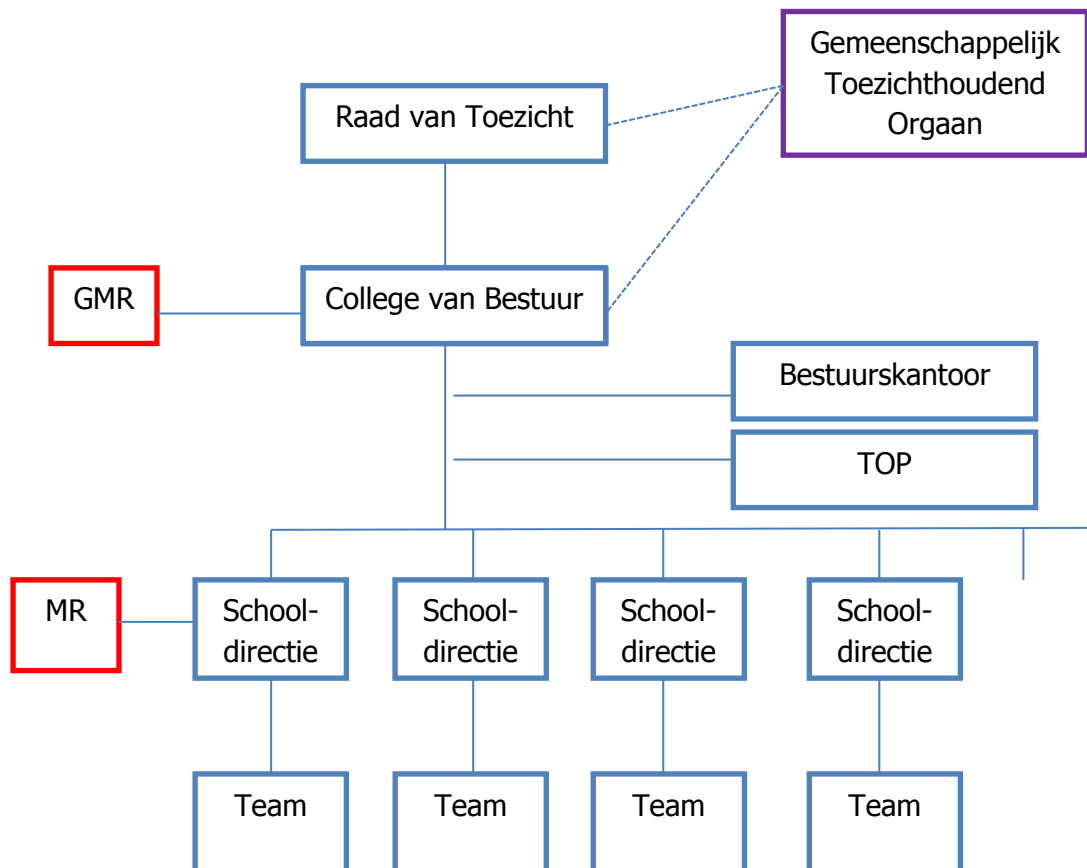 Gemeenschappelijk
Toezichthoudend
Orgaan
Raad van Toezicht
GMR
College van Bestuur
Bestuurskantoor
TOP
MR
School-
directie
School-
directie
School-
directie
School-
directie
Team
Team
Team
Team